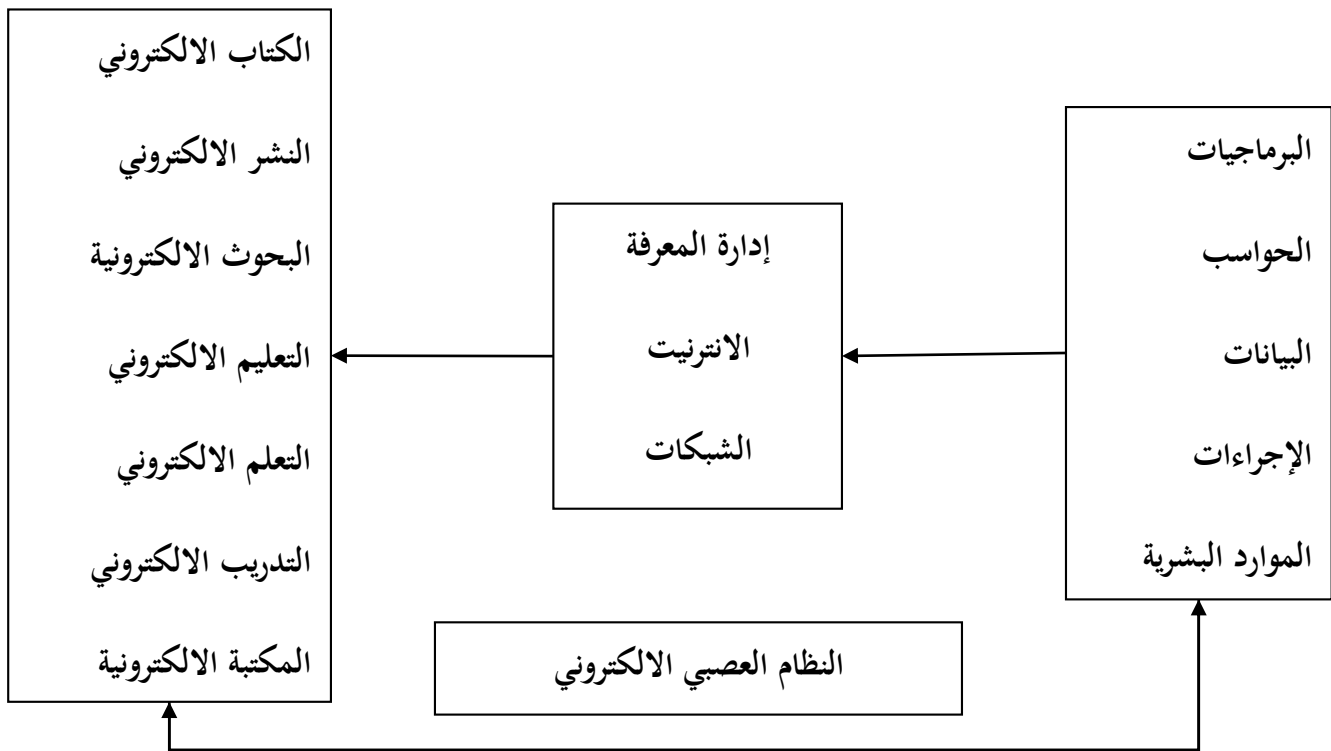 البرماجيات
الحواسب
البيانات
الإجراءات
الموارد البشرية
إدارة المعرفة
الانترنيت
الشبكات
الكتاب الالكتروني
النشر الالكتروني
البحوث الالكترونية
التعليم الالكتروني
التعلم الالكتروني
التدريب الالكتروني
المكتبة الالكترونية
النظام العصبي الالكتروني